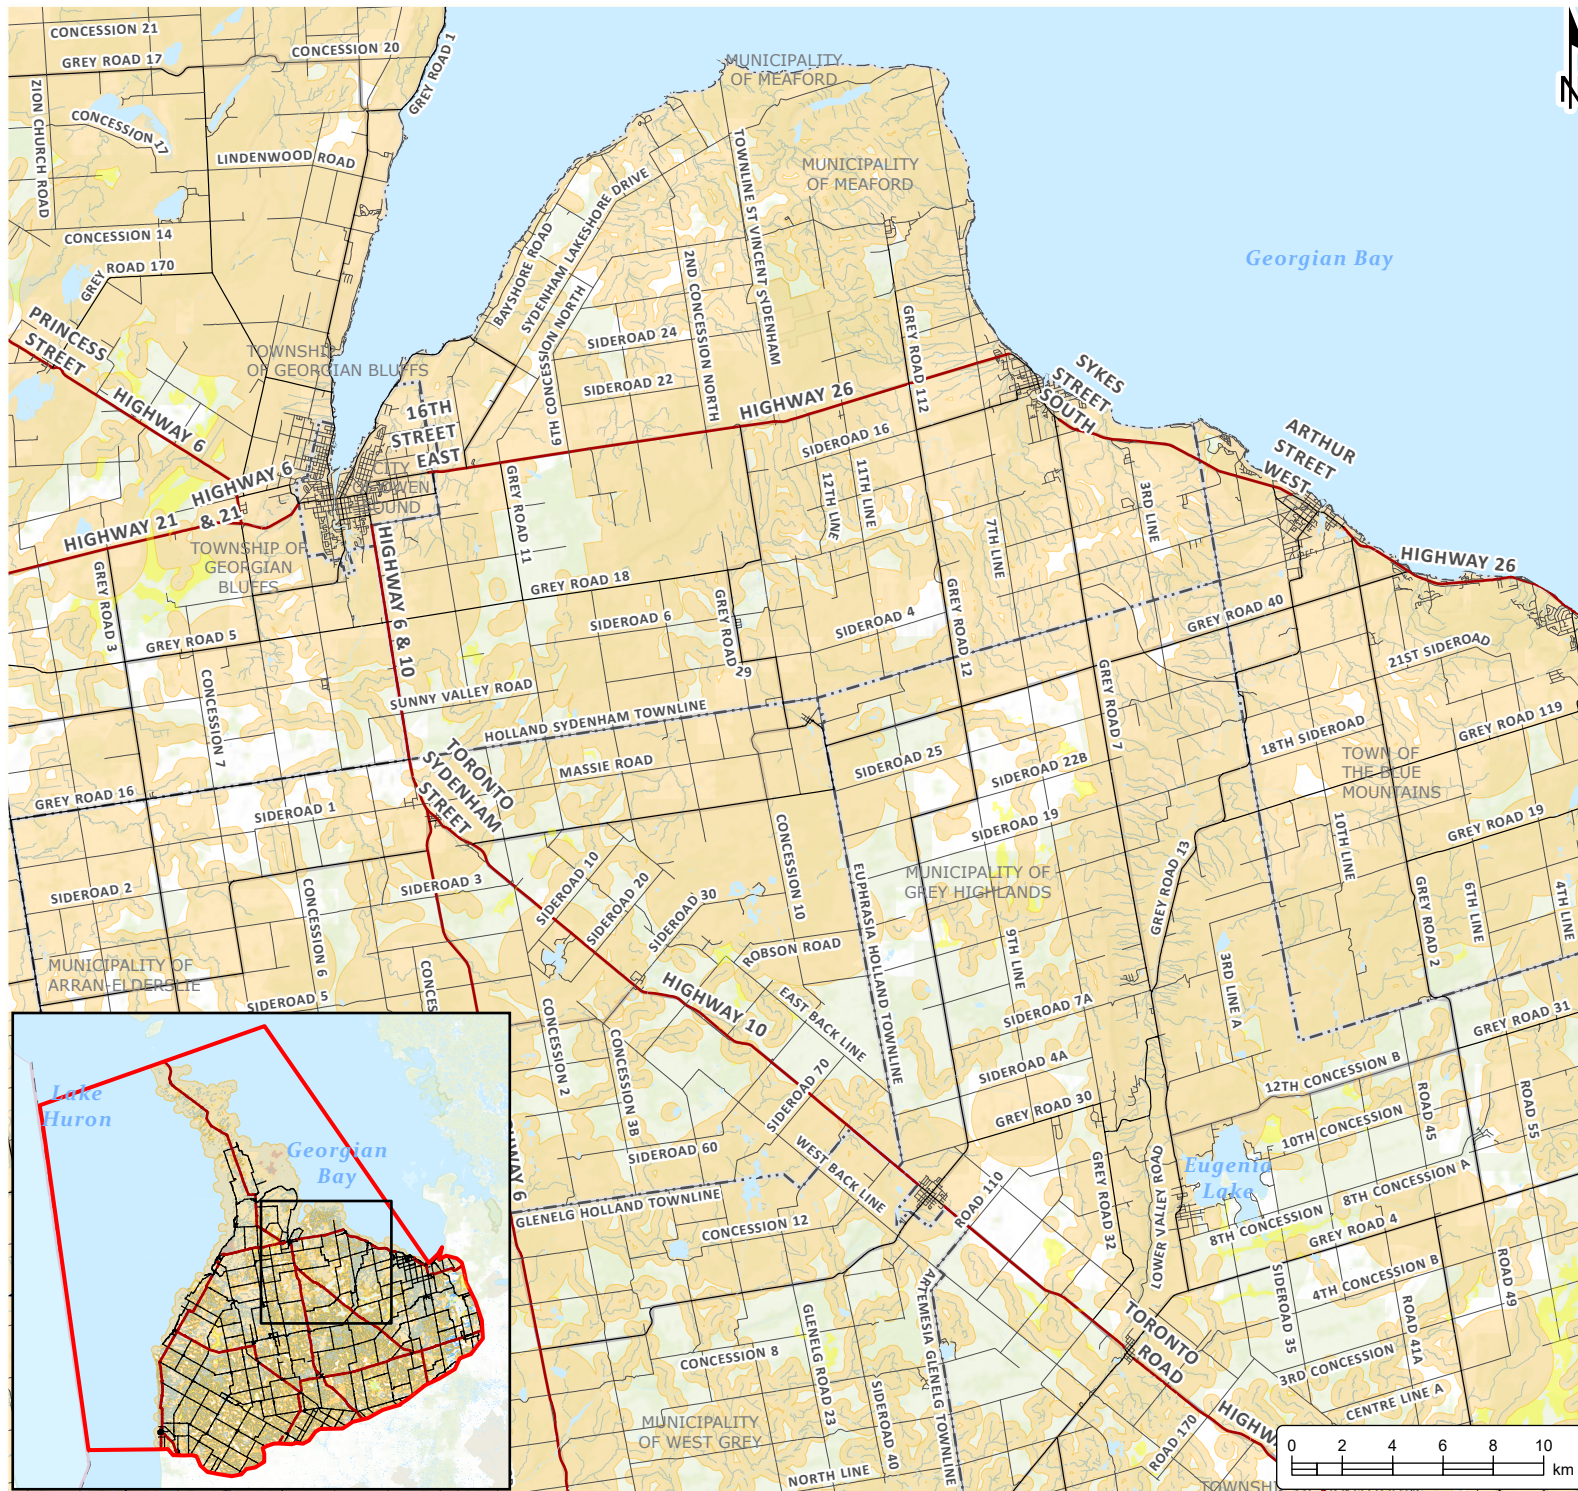 CONCESSION 21
GREY ROAD 17
CONCESSION 20
GREY ROAD 1
ZION CHURCH ROAD
CONCESSION 17
LINDENWOOD ROAD
CONCESSION 14
GREY ROAD 170
MUNICIPALITY
OF MEAFORD
MUNICIPALITY
OF MEAFORD
N
TOWNLINE ST VINCENT SYDENHAM
SYDENHAM LAKESHORE DRIVE
BAYSHORE ROAD
2ND CONCESSION NORTH
9TH CONCESSION NORTH
SIDEROAD 24
SIDEROAD 22
Georgian Bay
GREY ROAD 112
PRINCESS
STREET
TOWNSHIP
OF GEORGIAN BLUFFS
HIGHWAY 6
16TH
STREET
EAST
HIGHWAY 26
SYKES
STREET
SOUTH
SIDEROAD 16
ARTHUR
STREET
WEST
HIGHWAY 6
& 21
HIGHWAY 21
CITY
OF OWEN
SOUND
GREY ROAD 11
12TH LINE
11TH LINE
7TH LINE
3RD LINE
TOWNSHIP OF
GEORGIAN
BLUFFS
HIGHWAY 6 & 10
HIGHWAY 26
GREY ROAD 3
GREY ROAD 5
GREY ROAD 18
SIDEROAD 6
GREY ROAD 29
SIDEROAD 4
GREY ROAD 12
GREY ROAD 40
21ST SIDEROAD
CONCESSION 7
SUNNY VALLEY ROAD
HOLLAND SYDENHAM TOWNLINE
GREY ROAD 7
GREY ROAD 119
18TH SIDEROAD
TOWN OF
THE BLUE
MOUNTAINS
MASSIE ROAD
SIDEROAD 25
SIDEROAD 22B
TORONTO
SYDENHAM
STREET
GREY ROAD 16
SIDEROAD 1
SIDEROAD 19
GREY ROAD 19
10TH LINE
CONCESSION 10
GREY ROAD 13
MUNICIPALITY OF
GREY HIGHLANDS
SIDEROAD 2
SIDEROAD 3
SIDEROAD 10
SIDEROAD 20
SIDEROAD 30
EUPHRASIA HOLLAND TOWNLINE
GREY ROAD 2
6TH LINE
4TH LINE
CONCESSION 6
ROBSON ROAD
9TH LINE
3RD LINE A
MUNICIPALITY OF
ARRAN-ELDERSLIE
SIDEROAD 5
CONCES
HIGHWAY 10
EAST BACK LINE
SIDEROAD 7A
GREY ROAD 31
CONCESSION 2
CONCESSION 3B
SIDEROAD 70
SIDEROAD 4A
12TH CONCESSION B
GREY ROAD 30
10TH CONCESSION
ROAD 45
ROAD 55
Lake
Huron
Georgian
Bay
HWAY 6
SIDEROAD 60
WEST BACK LINE
GREY ROAD 32
LOWER VALLEY ROAD
Eugenia
Lake
8TH CONCESSION A
8TH CONCESSION
GREY ROAD 4
GLENELG HOLLAND TOWNLINE
CONCESSION 12
ROAD 110
SIDEROAD 35
4TH CONCESSION B
ROAD 49
ROAD 41A
ARTEMESIA GLENELG TOWNLINE
CONCESSION 8
GLENELG ROAD 23
SIDEROAD 40
TORONTO
ROAD
3RD CONCESSION
CENTRE LINE A
MUNICIPALITY
OF WEST GREY
NORTH LINE
ROAD 170
HIGHW
TOWNSHIP
0 2 4 6 8 10
km